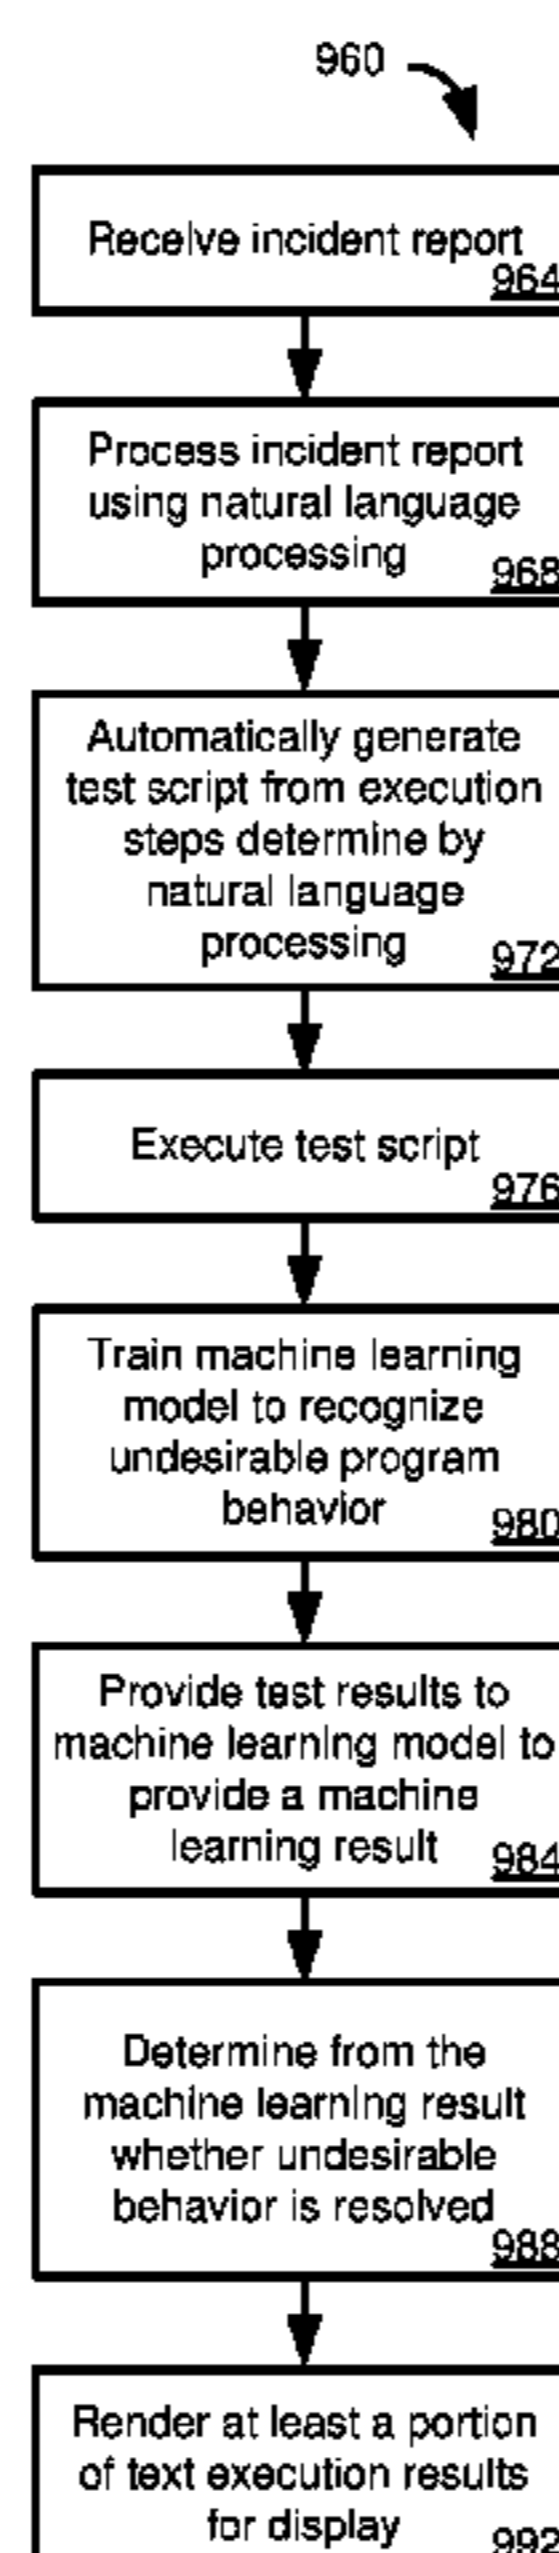 960
Receive incident report
964
Process incident report
using natural language
processing
968
Automatically generate
test script from execution
steps determine by
natural language
processing
972
Execute test script
976
Train machine learning
model to recognize
undesirable program
behavior
980
Provide test results to
machine learning model to
provide a machine
learning result
984
Determine from the
machine learning result
whether undesirable
behavior is resolved
988
Render at least a portion
of text execution results
for display
992